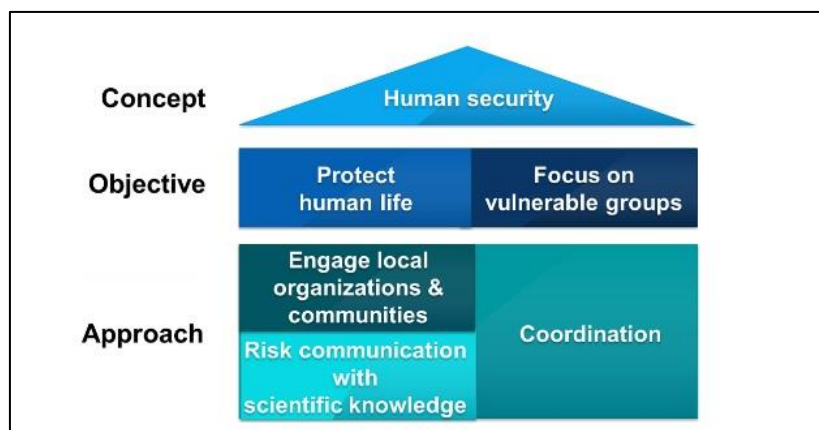 Concept
Human security
Objective
Protect
human life
Focus on
vulnerable groups
Approach
Engage local
organizations &
communities
Risk communication
with
scientific knowledge
Coordination